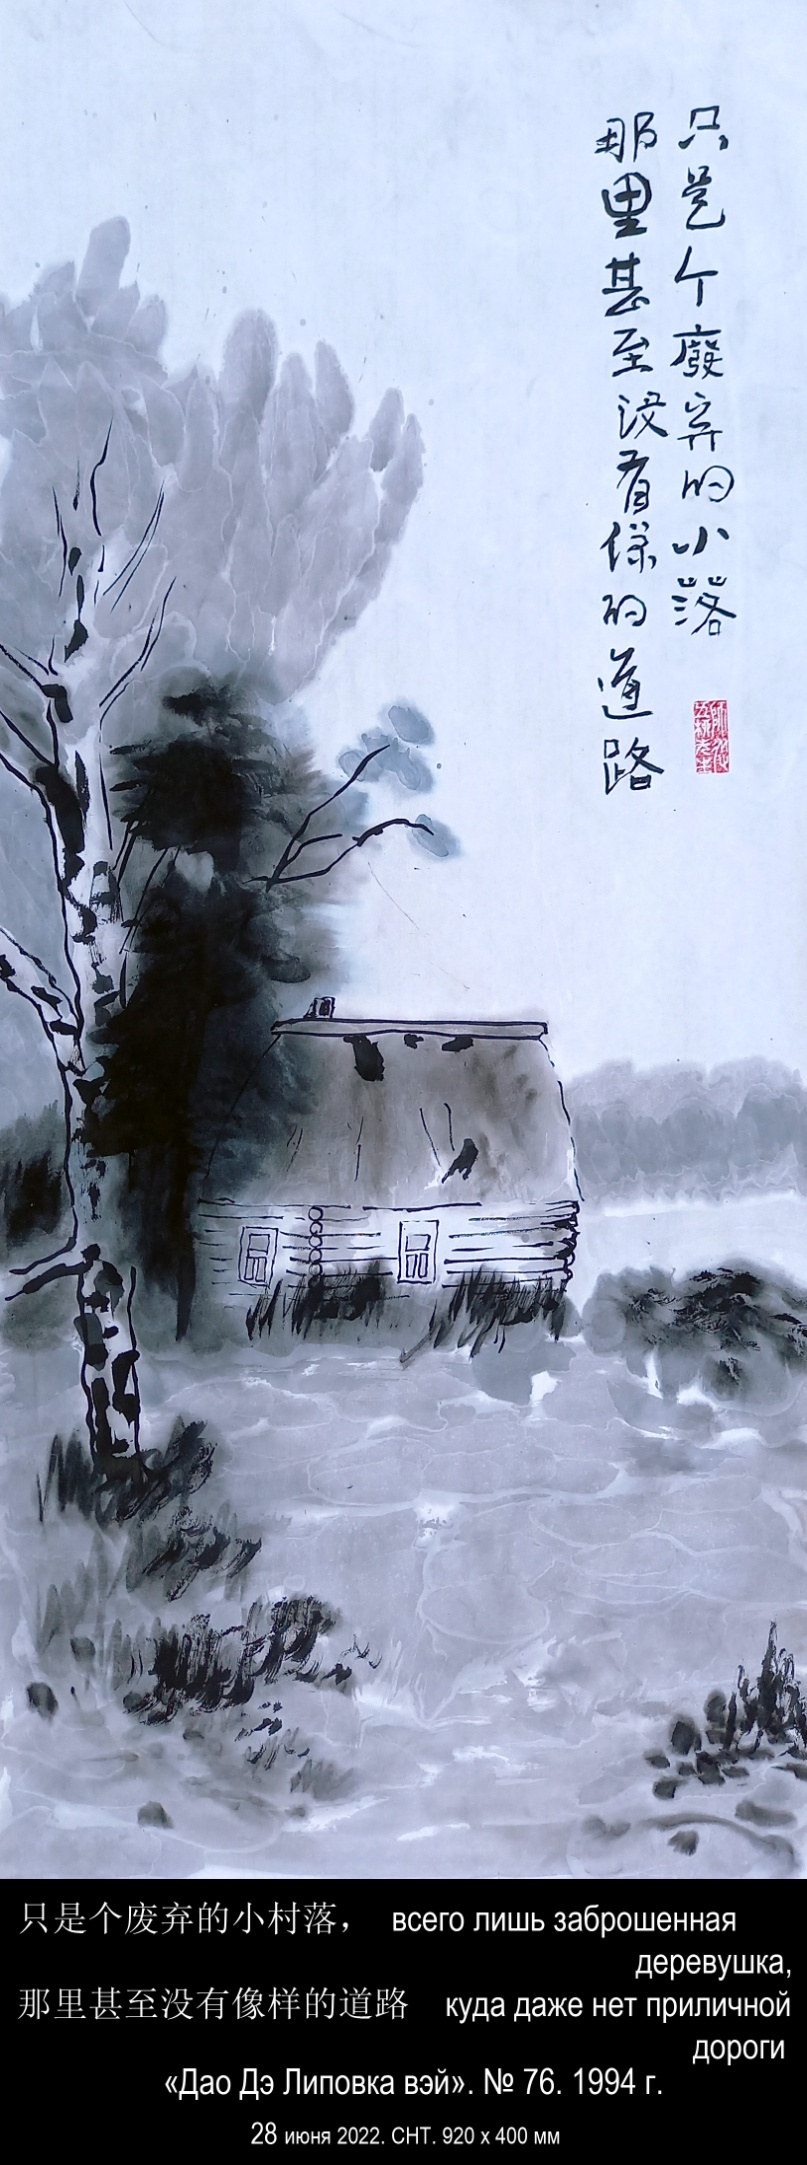 只是个廢弃的小落
那里甚至没有像的道路
只是个废弃的小村落， всего лишь заброшенная
деревушка,
那里甚至没有像样的道路 куда даже нет приличной
дороги
«Дао Дэ Липовка вэй». № 76. 1994 г.
28 июня 2022. СНТ. 920 x 400 мм